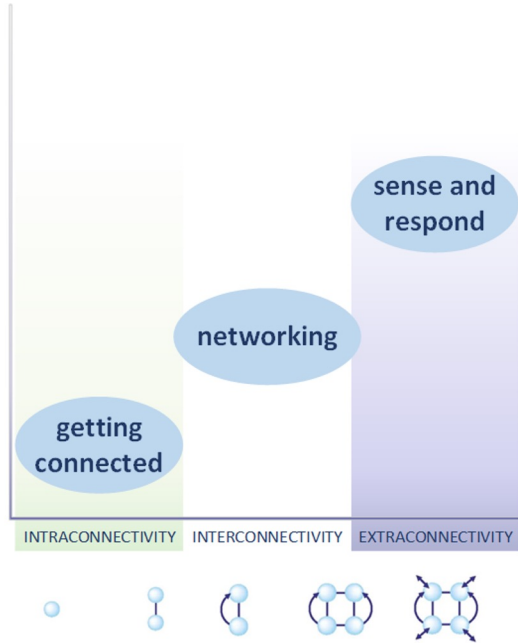 sense and
respond
networking
getting
connected
INTRACONNECTIVITY INTERCONNECTIVITY EXTRACONNECTIVITY